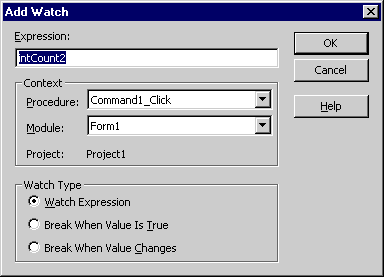 Add Watch
Expression:
intCount2
OK
Cancel
Help
Context
Procedure: Command1_Click
Module: Form1
Project: Project1
Watch Type
Watch Expression
Break When Value Is True
Break When Value Changes